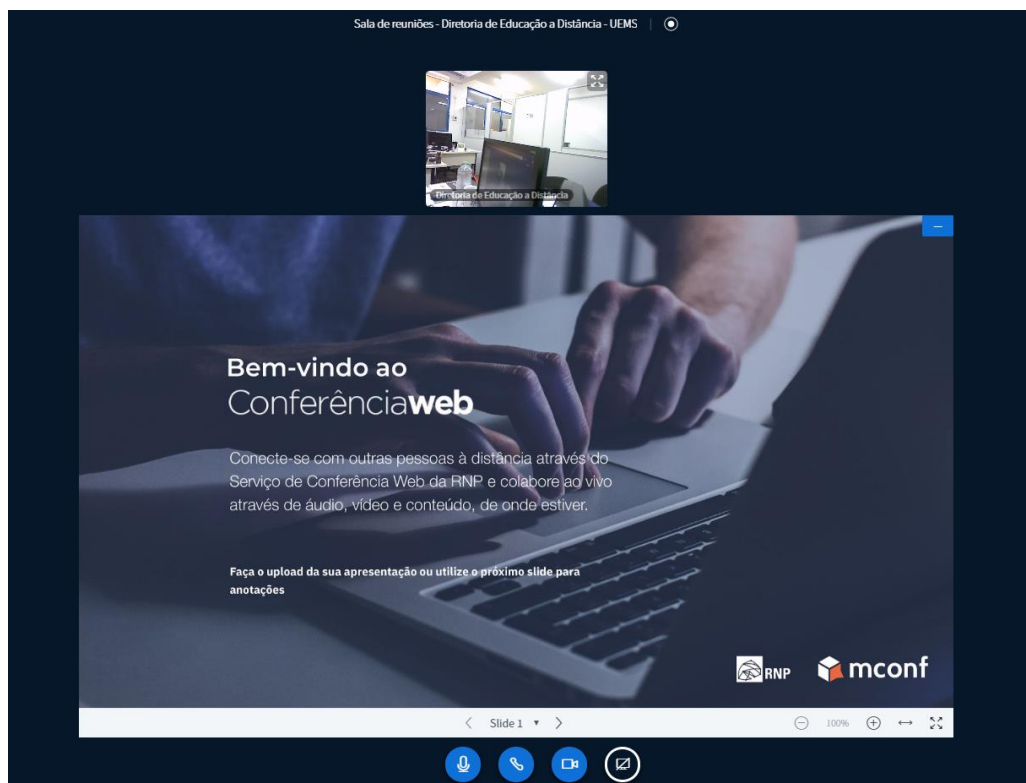 Sala de reuniões - Diretoria de Educação a Distância - UEMS
Diretoria de Educação a Distância
Bem-vindo ao
Conferênciaweb
Conecte-se com outras pessoas à distância através do
Serviço de Conferência Web da RNP e colabore ao vivo
através de áudio, vídeo e conteúdo, de onde estiver.
Faça o upload da sua apresentação ou utilize o próximo slide para
anotações
RNP
mconf
Slide 1
100%